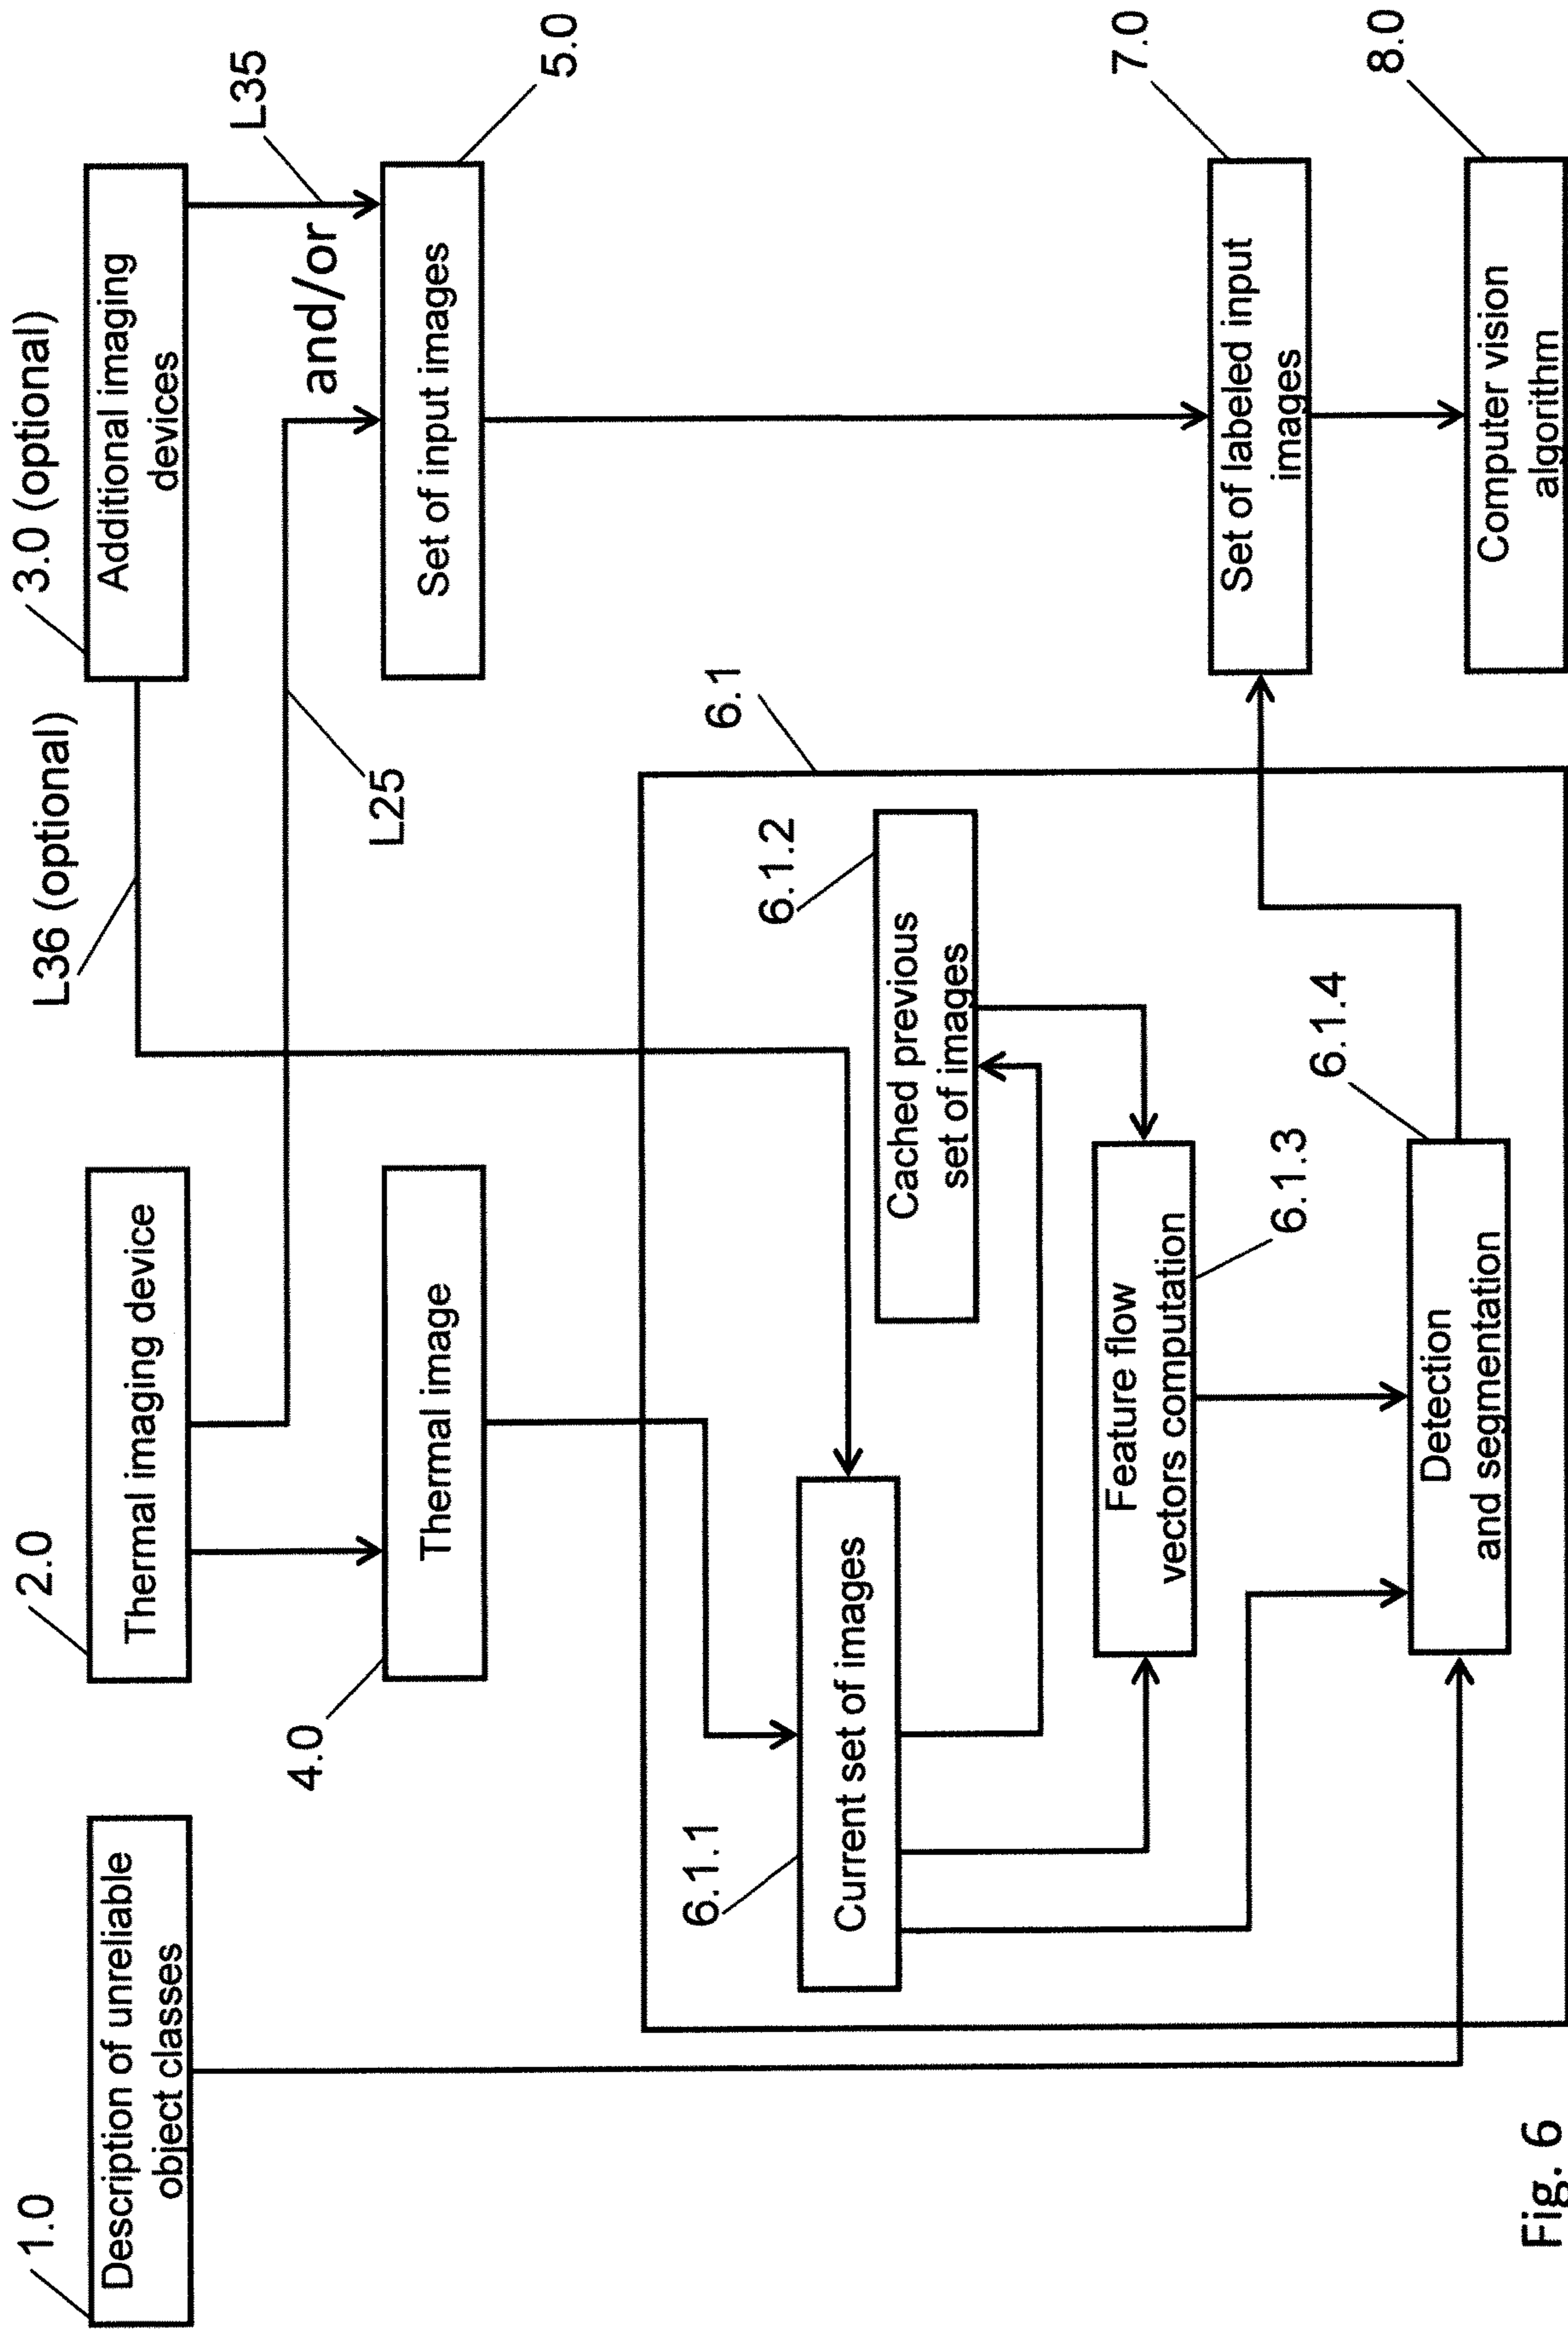 1.0
Description of unreliable
object classes
2.0
Thermal imaging device
3.0 (optional)
Additional imaging
devices
L36 (optional)
L35
and/or
L25
4.0
Thermal image
5.0
Set of input images
6.1
6.1.1
Current set of images
6.1.2
Cached previous
set of images
Feature flow
vectors computation
6.1.3
6.1.4
Detection
and segmentation
7.0
Set of labeled input
images
8.0
Computer vision
algorithm
Fig. 6